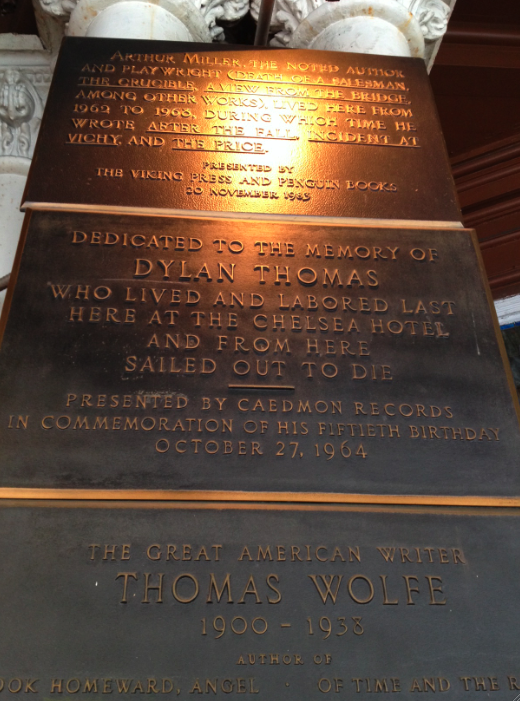 ARTHUR MILLER, THE NOTED AUTHOR
AND PLAYWRIGHT (DEATH OF A SALESMAN,
THE CRUCIBLE, A VIEW FROM THE BRIDGE,
AMONG OTHER WORKS), LIVED HERE FROM
1962 TO 1968, DURING WHICH TIME HE
WROTE AFTER THE FALL, INCIDENT AT
VICHY, AND THE PRICE.
PRESENTED BY
THE VIKING PRESS AND PENGUIN BOOKS
20 NOVEMBER 1985
DEDICATED TO THE MEMORY OF
DYLAN THOMAS
WHO LIVED AND LABORED LAST
HERE AT THE CHELSEA HOTEL
AND FROM HERE
SAILED OUT TO DIE
PRESENTED BY CAEDMON RECORDS
IN COMMEMORATION OF HIS FIFTIETH BIRTHDAY
OCTOBER 27, 1964
THE GREAT AMERICAN WRITER
THOMAS WOLFE
1900 - 1938
AUTHOR OF
OOK HOMEWARD, ANGEL OF TIME AND THE R